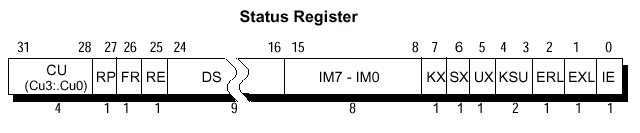 Status Register
31 28 27 26 25 24 16 15 8 7 6 5 4 3 2 1 0
CU RP FR RE DS IM7 - IM0 KX SX UX KSU ERL EXL IE
(Cu3:.Cu0)
4 1 1 1 9 8 1 1 1 2 1 1 1